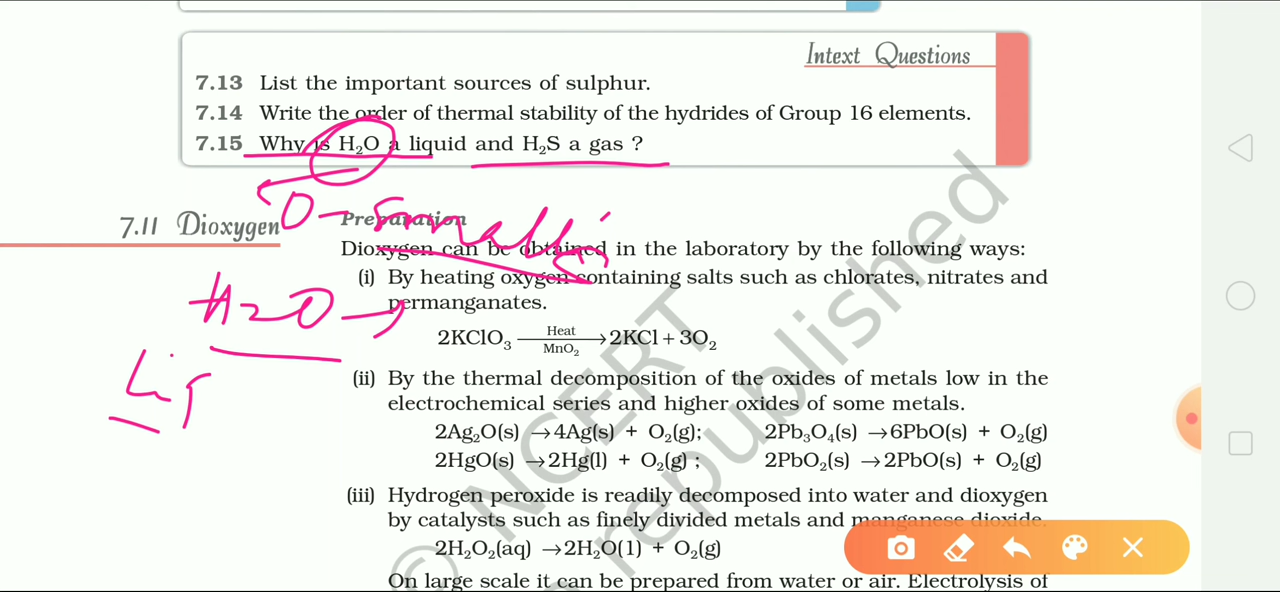 Intext Questions
7.13 List the important sources of sulphur.
7.14 Write the order of thermal stability of the hydrides of Group 16 elements.
7.15 Why is H₂O a liquid and H₂S a gas ?
O - small
7.11 Dioxygen
Preparation
Dioxygen can be obtained in the laboratory by the following ways:
(i) By heating oxygen containing salts such as chlorates, nitrates and
permanganates.
H2O →
2KClO₃ Heat MnO₂ → 2KCl + 3O₂
(ii) By the thermal decomposition of the oxides of metals low in the
electrochemical series and higher oxides of some metals.
Liq
2Ag₂O(s) → 4Ag(s) + O₂(g); 2Pb₃O₄(s) → 6PbO(s) + O₂(g)
2HgO(s) → 2Hg(l) + O₂(g) ; 2PbO₂(s) → 2PbO(s) + O₂(g)
(iii) Hydrogen peroxide is readily decomposed into water and dioxygen
by catalysts such as finely divided metals and manganese dioxide.
2H₂O₂(aq) → 2H₂O(1) + O₂(g)
On large scale it can be prepared from water or air. Electrolysis of
© NCERT
republished